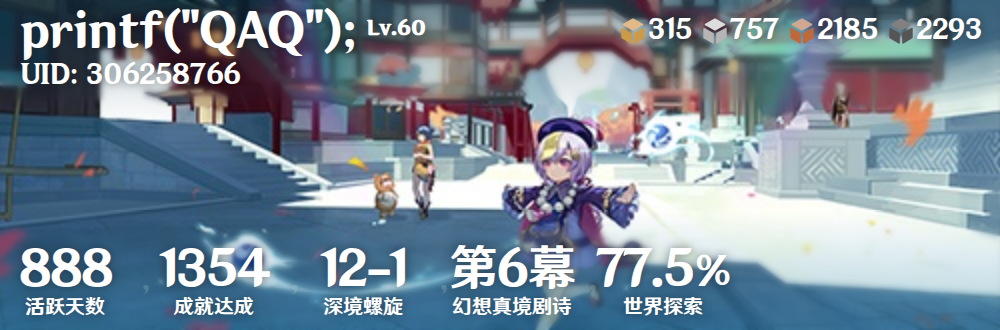 printf("QAQ"); Lv.60
315 757 2185 2293
UID: 306258766
888 1354 12-1 第6幕 77.5%
活跃天数 成就达成 深境螺旋 幻想真境剧诗 世界探索